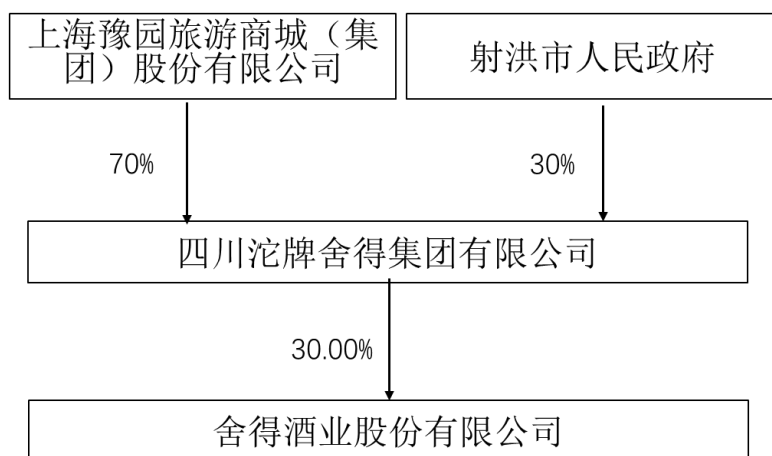 上海豫园旅游商城（集
团）股份有限公司
射洪市人民政府
70%
30%
四川沱牌舍得集团有限公司
30.00%
舍得酒业股份有限公司